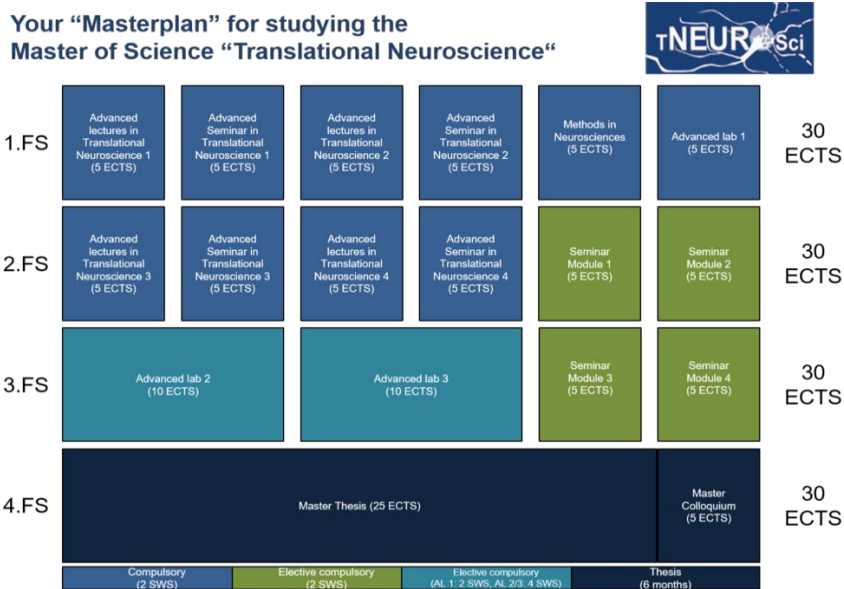 Your “Masterplan” for studying the
Master of Science “Translational Neuroscience“
TNEUROSci
1.FS
Advanced
lectures in
Translational
Neuroscience 1
(5 ECTS)
Advanced
Seminar in
Translational
Neuroscience 1
(5 ECTS)
Advanced
lectures in
Translational
Neuroscience 2
(5 ECTS)
Advanced
Seminar in
Translational
Neuroscience 2
(5 ECTS)
Methods in
Neurosciences
(5 ECTS)
Advanced lab 1
(5 ECTS)
30
ECTS
2.FS
Advanced
lectures in
Translational
Neuroscience 3
(5 ECTS)
Advanced
Seminar in
Translational
Neuroscience 3
(5 ECTS)
Advanced
lectures in
Translational
Neuroscience 4
(5 ECTS)
Advanced
Seminar in
Translational
Neuroscience 4
(5 ECTS)
Seminar
Module 1
(5 ECTS)
Seminar
Module 2
(5 ECTS)
30
ECTS
3.FS
Advanced lab 2
(10 ECTS)
Advanced lab 3
(10 ECTS)
Seminar
Module 3
(5 ECTS)
Seminar
Module 4
(5 ECTS)
30
ECTS
4.FS
Master Thesis (25 ECTS)
Master
Colloquium
(5 ECTS)
30
ECTS
Compulsory
(2 SWS)
Elective compulsory
(2 SWS)
Elective compulsory
(AL 1: 2 SWS; AL 2/3: 4 SWS)
Thesis
(6 months)